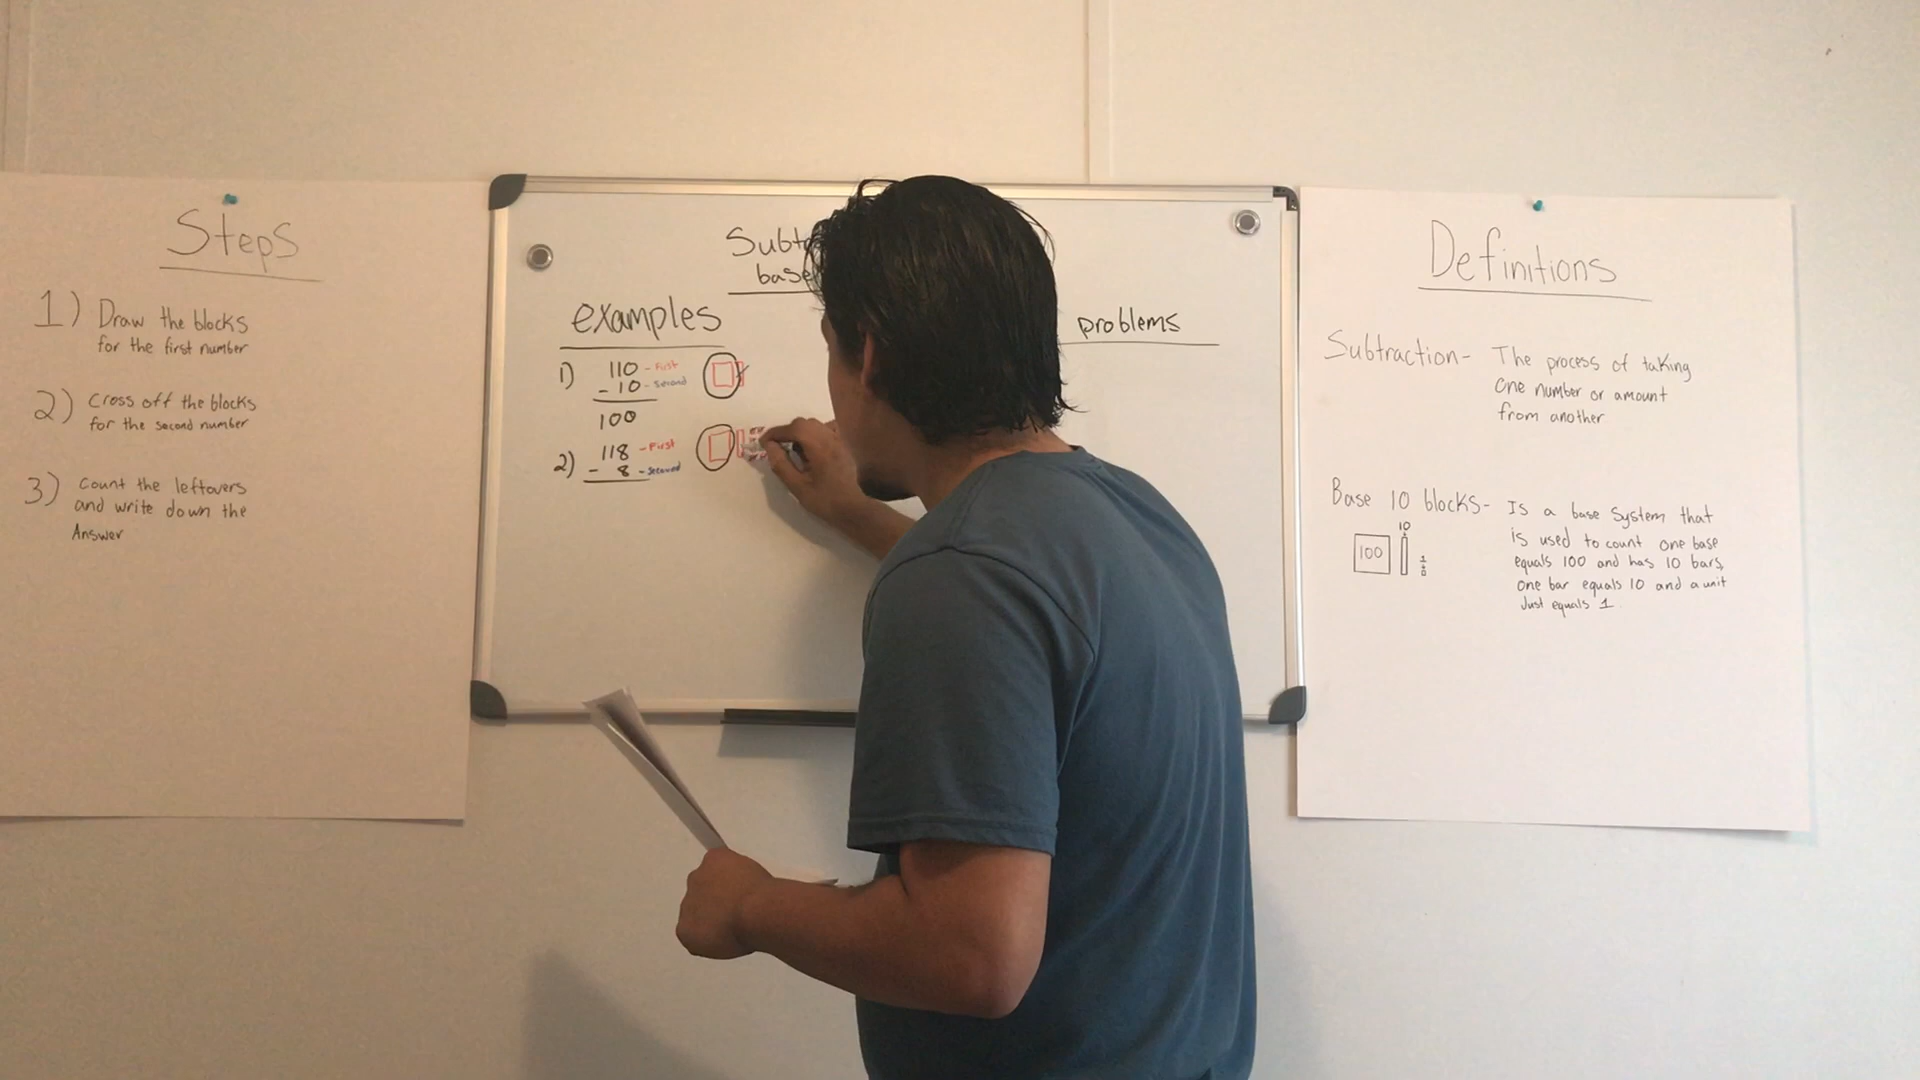 Steps
1) Draw the blocks
for the first number
2) Cross off the blocks
for the second number
3) Count the leftovers
and write down the
Answer
base
examples
1) 110 - First
- 10 - Second
100
2) 118 - First
- 8 - Second
problems
Definitions
Subtraction- The process of taking
one number or amount
from another
Base 10 blocks- Is a base System that
is used to count one base
equals 100 and has 10 bars,
one bar equals 10 and a unit
Just equals 1.
100
10
1